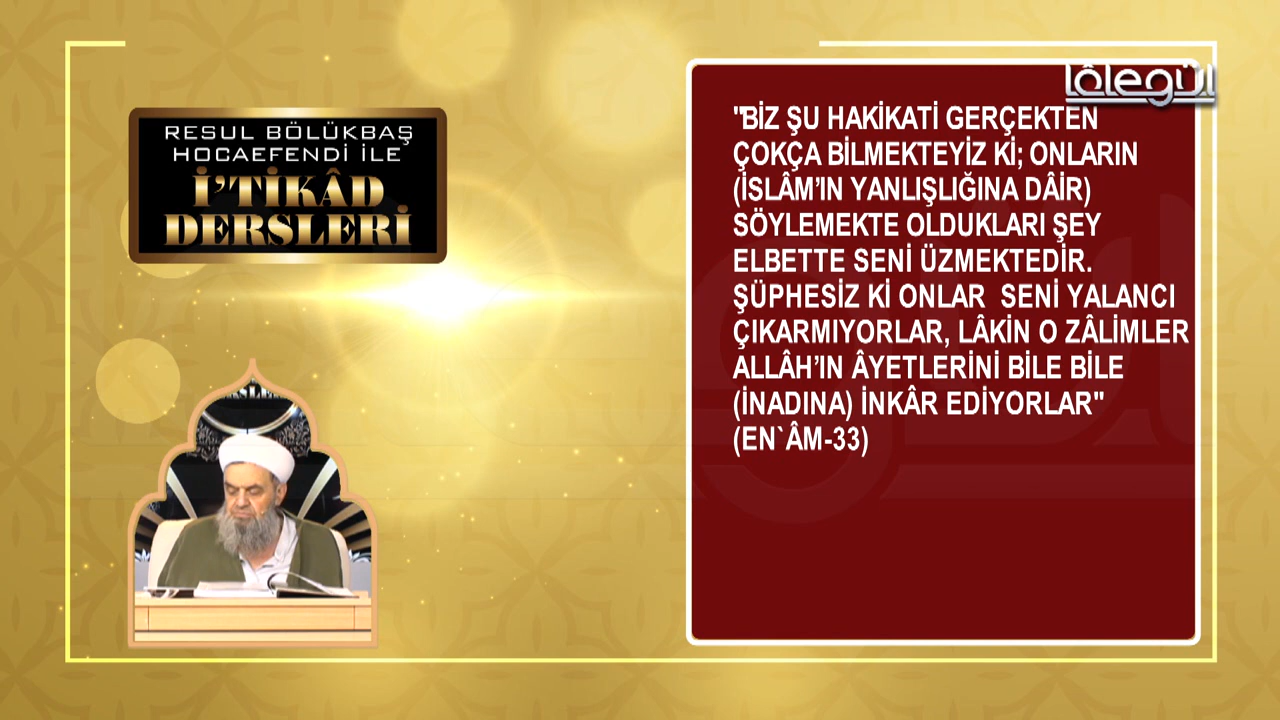 lâlegül
RESUL BÖLÜKBAŞ
HOCAEFENDİ İLE
İ'TİKÂD
DERSLERİ
"BİZ ŞU HAKİKATİ GERÇEKTEN
ÇOKÇA BİLMEKTEYİZ Kİ; ONLARIN
(İSLÂM'IN YANLIŞLIĞINA DÂİR)
SÖYLEMEKTE OLDUKLARI ŞEY
ELBETTE SENİ ÜZMEKTEDİR.
ŞÜPHESİZ Kİ ONLAR  SENİ YALANCI
ÇIKARMIYORLAR, LÂKİN O ZÂLİMLER
ALLÂH'IN ÂYETLERİNİ BİLE BİLE
(İNADINA) İNKÂR EDİYORLAR"
(EN`ÂM-33)